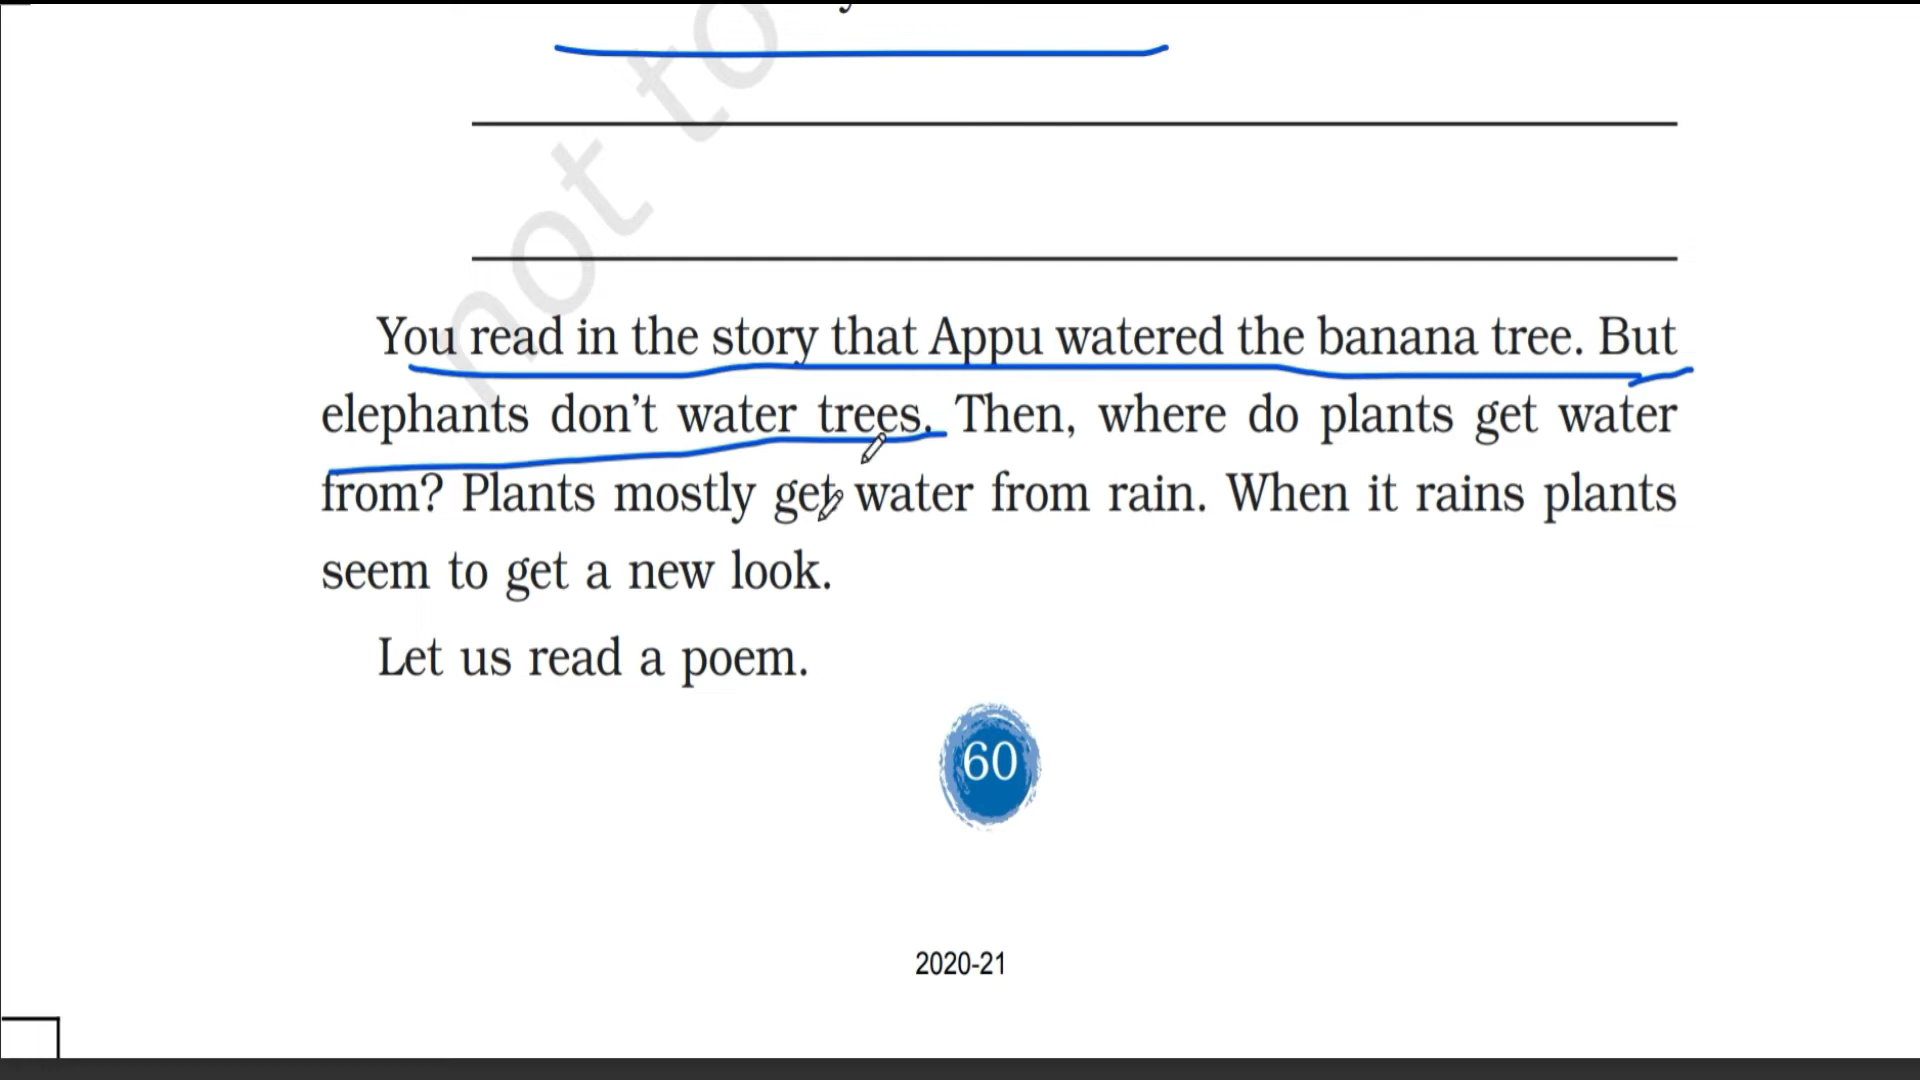 not to
You read in the story that Appu watered the banana tree. But
elephants don't water trees. Then, where do plants get water
from? Plants mostly get water from rain. When it rains plants
seem to get a new look.
Let us read a poem.
60
2020-21